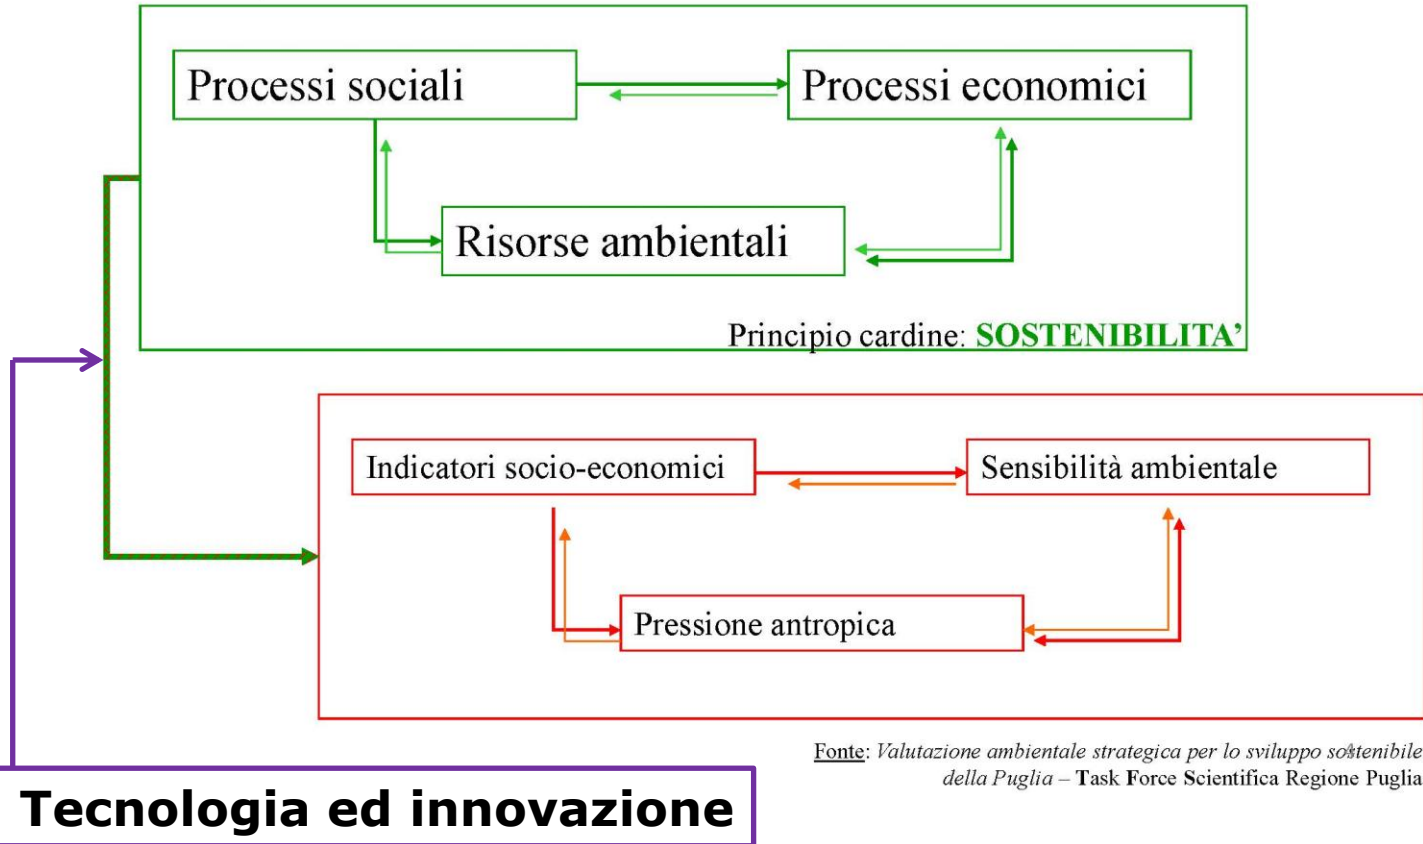 Processi sociali
Processi economici
Risorse ambientali
Principio cardine: SOSTENIBILITA’
Indicatori socio-economici
Sensibilità ambientale
Pressione antropica
Fonte: Valutazione ambientale strategica per lo sviluppo sostenibile
della Puglia – Task Force Scientifica Regione Puglia
Tecnologia ed innovazione